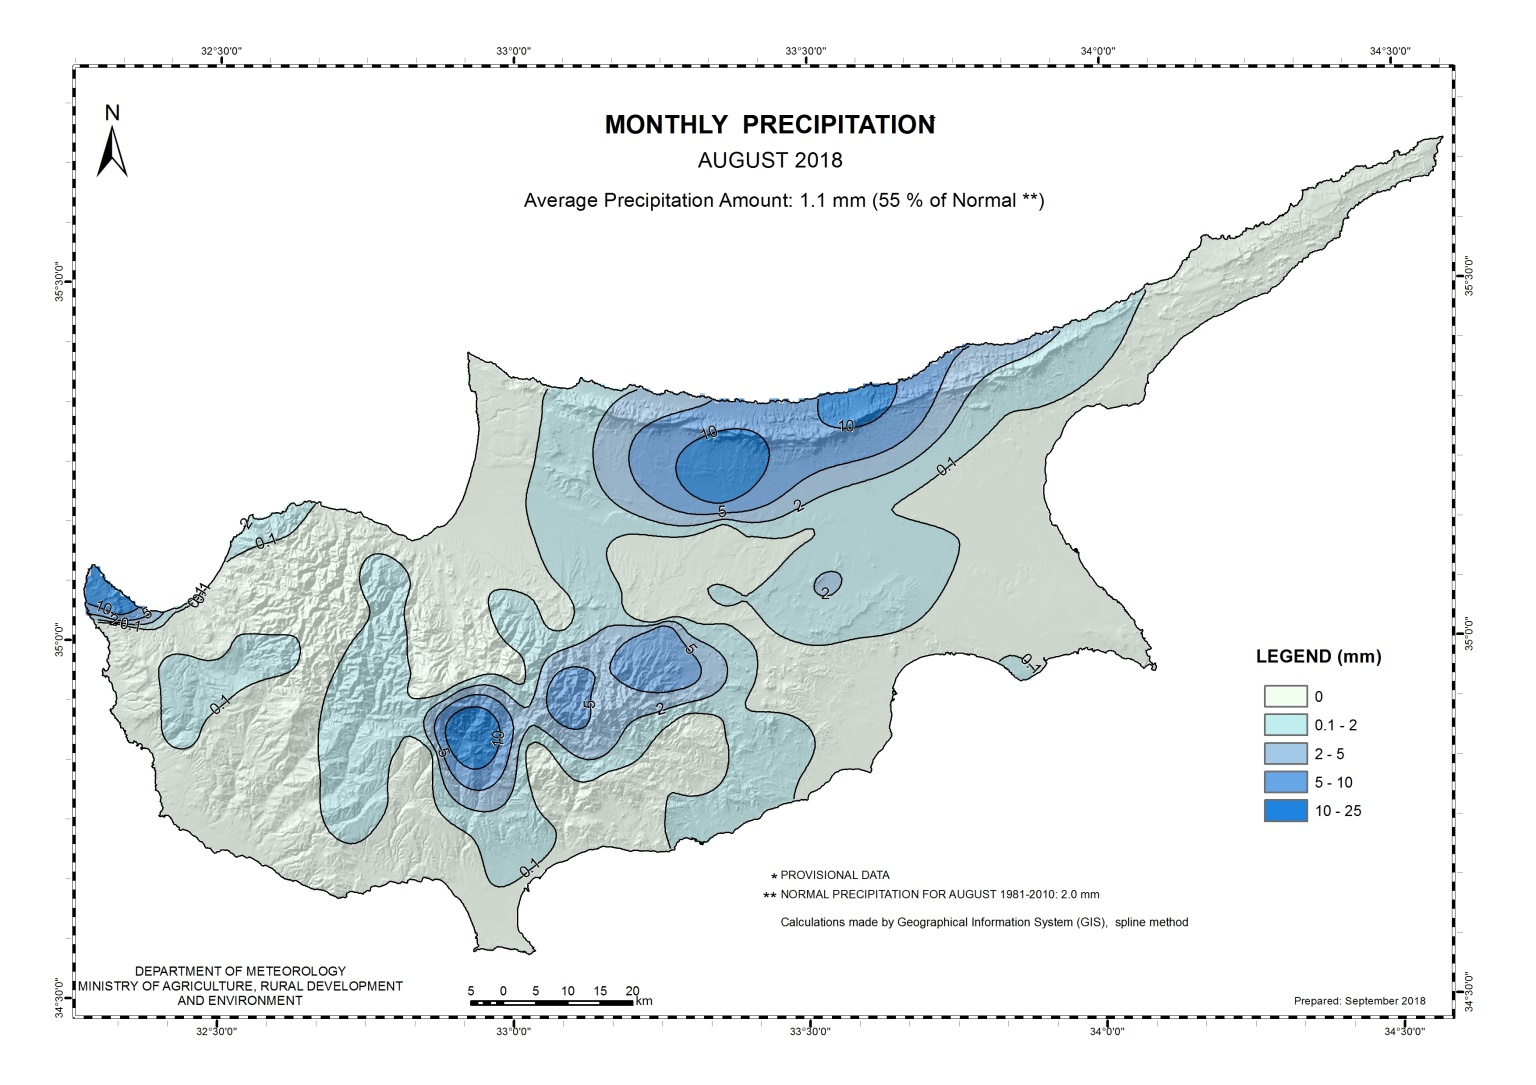 32°30'0" 33°0'0" 33°30'0" 34°0'0" 34°30'0"
N
MONTHLY PRECIPITATION
AUGUST 2018
Average Precipitation Amount: 1.1 mm (55 % of Normal **)
35°30'0" 35°30'0"
10
10
0.1
5
2
2
0.1
2
0.1
10
5
2
0.1
35°0'0" 35°0'0"
5
0.1
0.1
5
2
10
5
0.1
LEGEND (mm)
0
0.1 - 2
2 - 5
5 - 10
10 - 25
* PROVISIONAL DATA
** NORMAL PRECIPITATION FOR AUGUST 1981-2010: 2.0 mm
Calculations made by Geographical Information System (GIS), spline method
DEPARTMENT OF METEOROLOGY
MINISTRY OF AGRICULTURE, RURAL DEVELOPMENT
AND ENVIRONMENT
5 0 5 10 15 20
km
Prepared: September 2018
34°30'0" 34°30'0"
32°30'0" 33°0'0" 33°30'0" 34°0'0" 34°30'0"